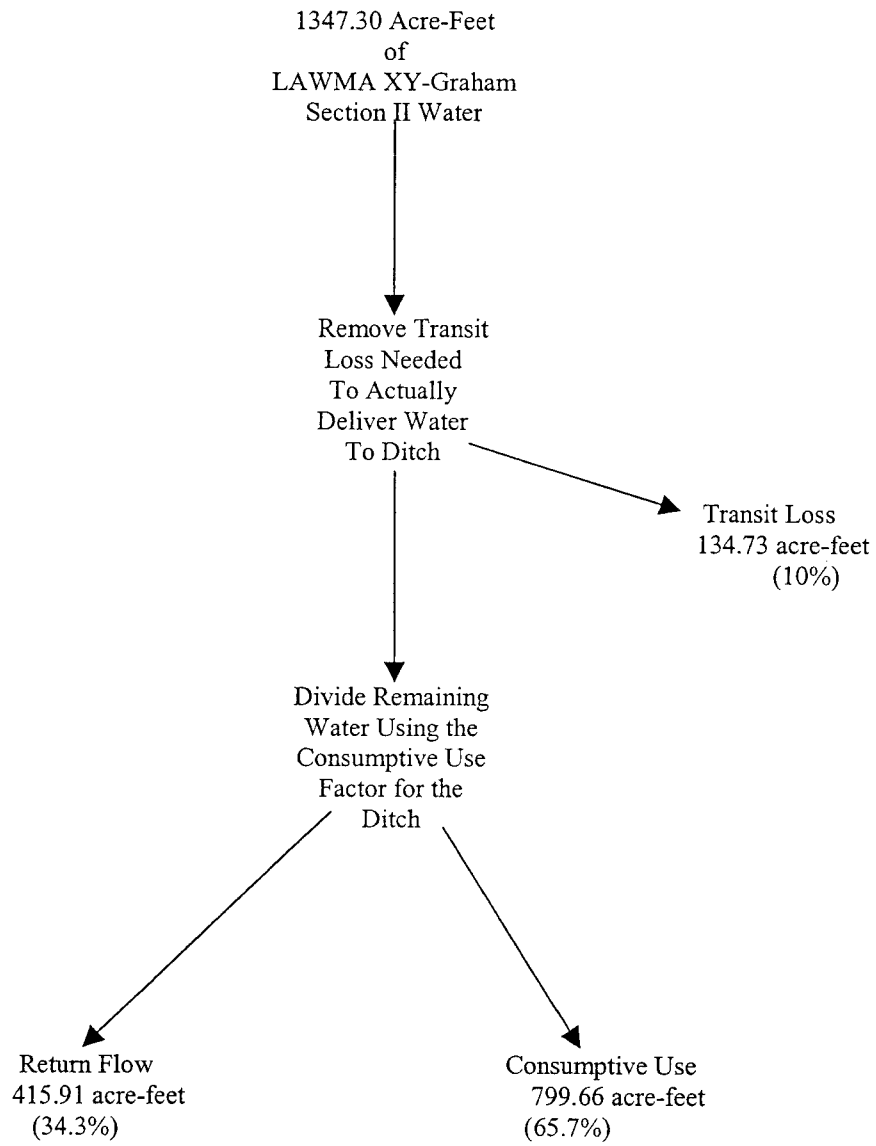 1347.30 Acre-Feet
of
LAWMA XY-Graham
Section II Water
Remove Transit
Loss Needed
To Actually
Deliver Water
To Ditch
Transit Loss
134.73 acre-feet
(10%)
Divide Remaining
Water Using the
Consumptive Use
Factor for the
Ditch
Return Flow
415.91 acre-feet
(34.3%)
Consumptive Use
799.66 acre-feet
(65.7%)